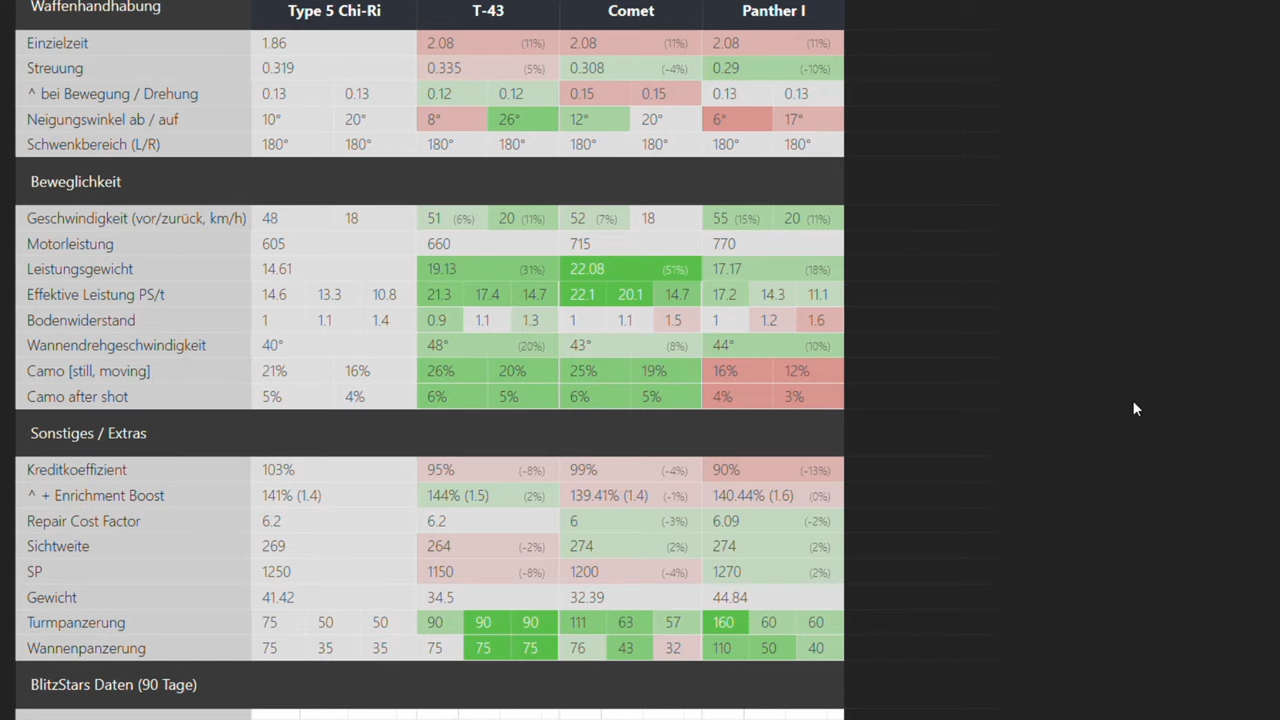 Waffenhandhabung Type 5 Chi-Ri T-43 Comet Panther I
Einzielzeit 1.86 2.08 (11%) 2.08 (11%) 2.08 (11%)
Streuung 0.319 0.335 (5%) 0.308 (-4%) 0.29 (-10%)
^ bei Bewegung / Drehung 0.13 0.13 0.12 0.12 0.15 0.15 0.13 0.13
Neigungswinkel ab / auf 10° 20° 8° 26° 12° 20° 6° 17°
Schwenkbereich (L/R) 180° 180° 180° 180° 180° 180° 180° 180°
Beweglichkeit
Geschwindigkeit (vor/zurück, km/h) 48 18 51 (6%) 20 (11%) 52 (7%) 18 55 (15%) 20 (11%)
Motorleistung 605 660 715 770
Leistungsgewicht 14.61 19.13 (31%) 22.08 (51%) 17.17 (18%)
Effektive Leistung PS/t 14.6 13.3 10.8 21.3 17.4 14.7 22.1 20.1 14.7 17.2 14.3 11.1
Bodenwiderstand 1 1.1 1.4 0.9 1.1 1.3 1 1.1 1.5 1 1.2 1.6
Wannendrehgeschwindigkeit 40° 48° (20%) 43° (8%) 44° (10%)
Camo [still, moving] 21% 16% 26% 20% 25% 19% 16% 12%
Camo after shot 5% 4% 6% 5% 6% 5% 4% 3%
Sonstiges / Extras
Kreditkoeffizient 103% 95% (-8%) 99% (-4%) 90% (-13%)
^ + Enrichment Boost 141% (1.4) 144% (1.5) (2%) 139.41% (1.4) (-1%) 140.44% (1.6) (0%)
Repair Cost Factor 6.2 6.2 6 (-3%) 6.09 (-2%)
Sichtweite 269 264 (-2%) 274 (2%) 274 (2%)
SP 1250 1150 (-8%) 1200 (-4%) 1270 (2%)
Gewicht 41.42 34.5 32.39 44.84
Turmpanzerung 75 50 50 90 90 90 111 63 57 160 60 60
Wannenpanzerung 75 35 35 75 75 75 76 43 32 110 50 40
BlitzStars Daten (90 Tage)